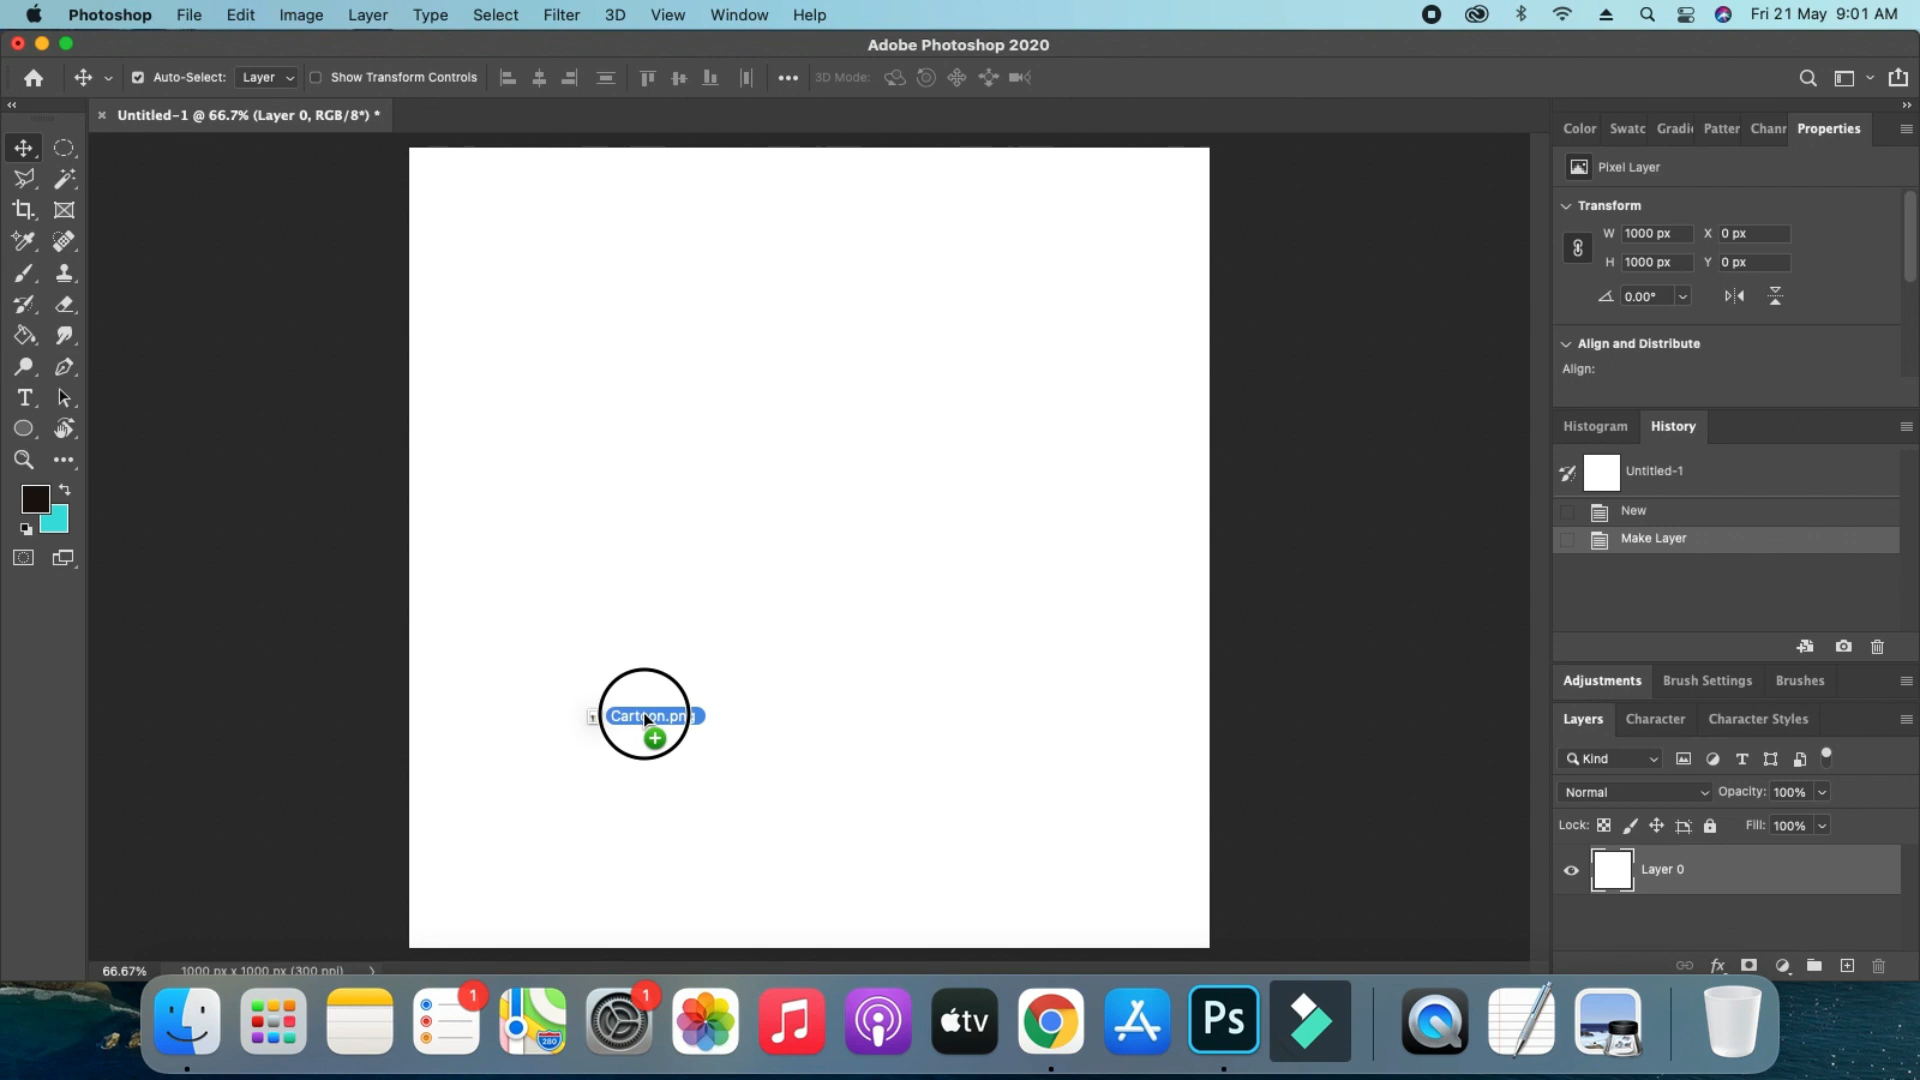 Photoshop File Edit Image Layer Type Select Filter 3D View Window Help Fri 21 May 9:01 AM
Adobe Photoshop 2020
Auto-Select: Layer Show Transform Controls 3D Mode:
× Untitled-1 @ 66.7% (Layer 0, RGB/8*) *
Color Swatc Gradi Patter Chanr Properties
Pixel Layer
Transform
W 1000 px X 0 px
H 1000 px Y 0 px
0.00°
Align and Distribute
Align:
Histogram History
Untitled-1
New
Make Layer
Adjustments Brush Settings Brushes
Cartoon.png
Layers Character Character Styles
Kind
Normal Opacity: 100%
Lock: Fill: 100%
Layer 0
66.67% 1000 px x 1000 px (300 ppi)
1
1
280
tv
Ps